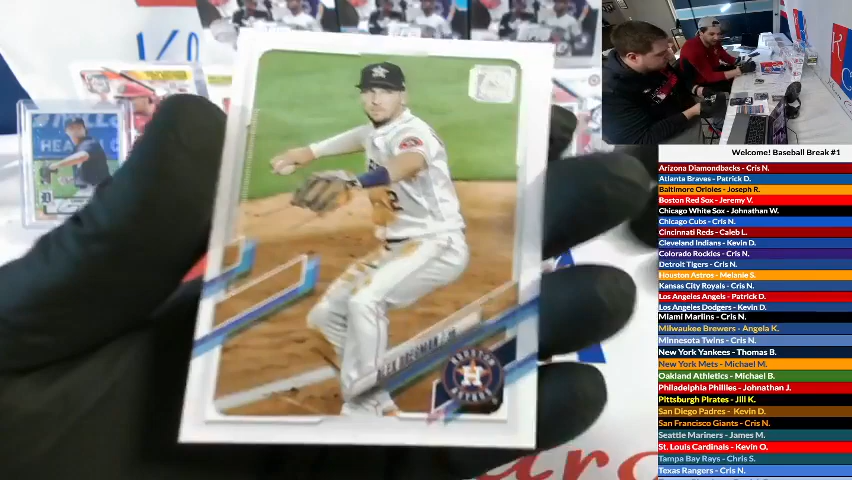 Welcome! Baseball Break #1
Arizona Diamondbacks - Cris N.
Atlanta Braves - Patrick D.
Baltimore Orioles - Joseph R.
Boston Red Sox - Jeremy V.
Chicago White Sox - Johnathan W.
Chicago Cubs - Cris N.
Cincinnati Reds - Caleb L.
Cleveland Indians - Kevin D.
Colorado Rockies - Cris N.
Detroit Tigers - Cris N.
Houston Astros - Melanie S.
Kansas City Royals - Cris N.
Los Angeles Angels - Patrick D.
Los Angeles Dodgers - Kevin D.
Miami Marlins - Cris N.
Milwaukee Brewers - Angela K.
Minnesota Twins - Cris N.
New York Yankees - Thomas B.
New York Mets - Michael M.
Oakland Athletics - Michael B.
Philadelphia Phillies - Johnathan J.
Pittsburgh Pirates - Jill K.
San Diego Padres - Kevin D.
San Francisco Giants - Cris N.
Seattle Mariners - James M.
St. Louis Cardinals - Kevin O.
Tampa Bay Rays - Chris S.
Texas Rangers - Cris N.
ALEX BREGMAN
HOUSTON
H
2